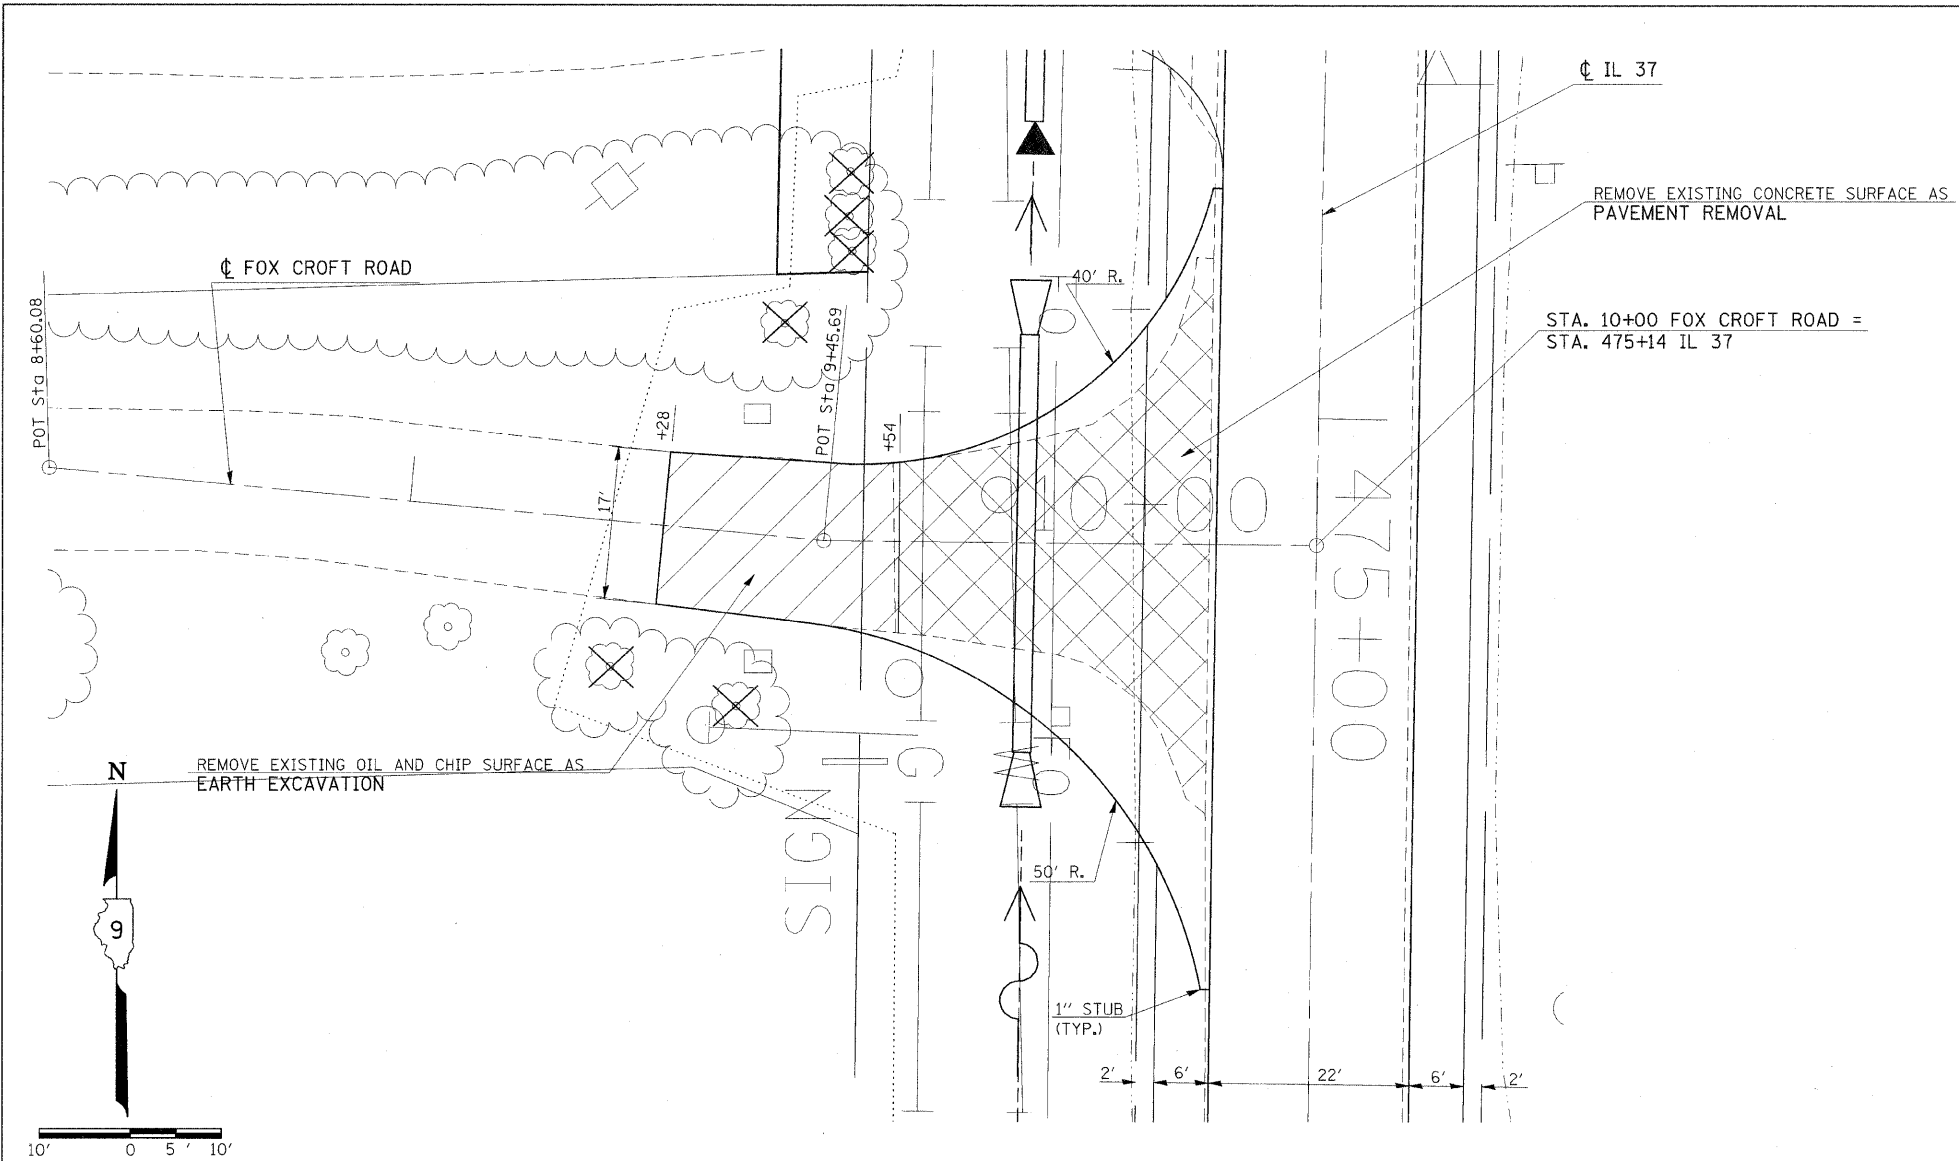 ℄ IL 37
REMOVE EXISTING CONCRETE SURFACE AS
PAVEMENT REMOVAL
℄ FOX CROFT ROAD
40' R.
POT Sta 8+60.08
POT Sta 9+45.69
STA. 10+00 FOX CROFT ROAD =
STA. 475+14 IL 37
+28
+54
17'
475+00
REMOVE EXISTING OIL AND CHIP SURFACE AS
EARTH EXCAVATION
N
9
SIGN
G
50' R.
1" STUB
(TYP.)
2'
6'
22'
6'
2'
10'
0
5 '
10'